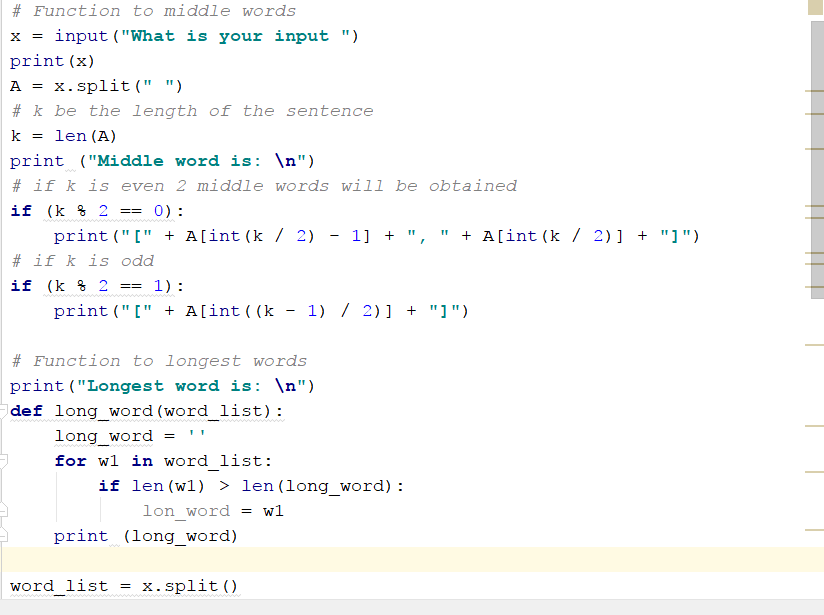 # Function to middle words
x = input("What is your input ")
print(x)
A = x.split(" ")
# k be the length of the sentence
k = len(A)
print ("Middle word is: \n")
# if k is even 2 middle words will be obtained
if (k % 2 == 0):
    print("[" + A[int(k / 2) - 1] + ", " + A[int(k / 2)] + "]")
# if k is odd
if (k % 2 == 1):
    print("[" + A[int((k - 1) / 2)] + "]")

# Function to longest words
print("Longest word is: \n")
def long_word(word_list):
    long_word = ''
    for w1 in word_list:
        if len(w1) > len(long_word):
            lon_word = w1
    print (long_word)

word_list = x.split()